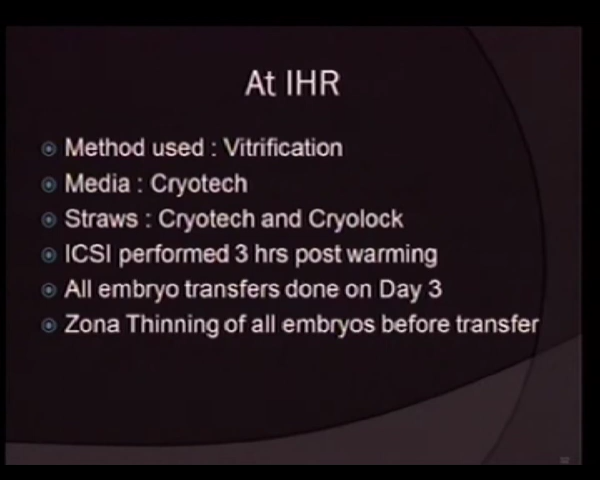 At IHR
Method used : Vitrification
Media : Cryotech
Straws : Cryotech and Cryolock
ICSI performed 3 hrs post warming
All embryo transfers done on Day 3
Zona Thinning of all embryos before transfer